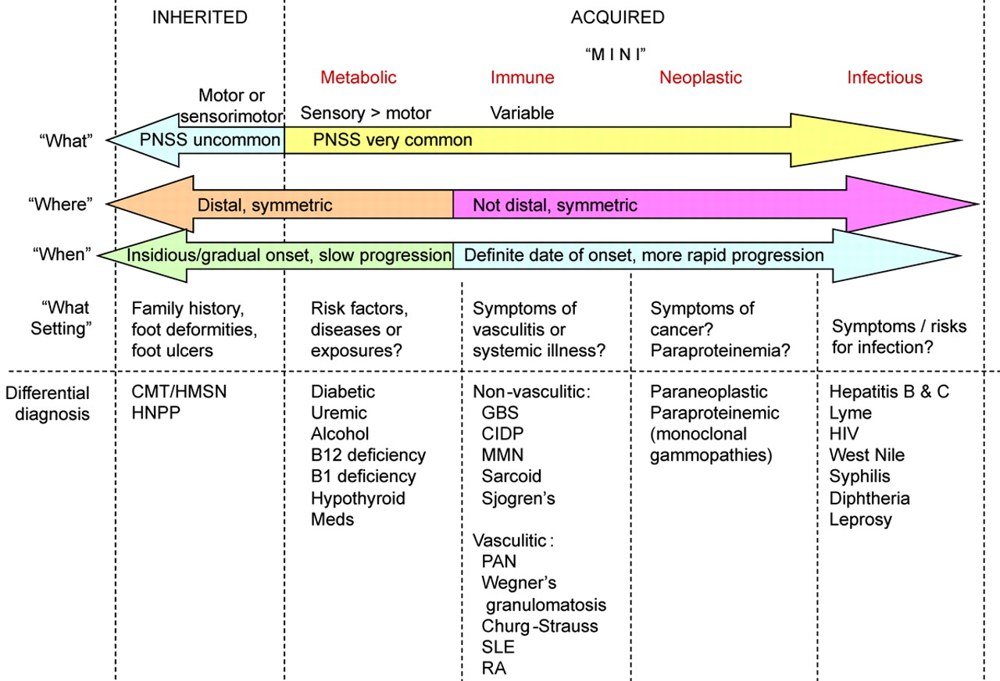 INHERITED
ACQUIRED
“M I N I”
Metabolic
Immune
Neoplastic
Infectious
Motor or
sensorimotor
Sensory > motor
Variable
“What”
PNSS uncommon
PNSS very common
“Where”
Distal, symmetric
Not distal, symmetric
“When”
Insidious/gradual onset, slow progression
Definite date of onset, more rapid progression
“What
Setting”
Family history,
foot deformities,
foot ulcers
Risk factors,
diseases or
exposures?
Symptoms of
vasculitis or
systemic illness?
Symptoms of
cancer?
Paraproteinemia?
Symptoms / risks
for infection?
Differential
diagnosis
CMT/HMSN
HNPP
Diabetic
Uremic
Alcohol
B12 deficiency
B1 deficiency
Hypothyroid
Meds
Non-vasculitic:
GBS
CIDP
MMN
Sarcoid
Sjogren’s
Vasculitic :
PAN
Wegner’s
granulomatosis
Churg-Strauss
SLE
RA
Paraneoplastic
Paraproteinemic
(monoclonal
gammopathies)
Hepatitis B & C
Lyme
HIV
West Nile
Syphilis
Diphtheria
Leprosy